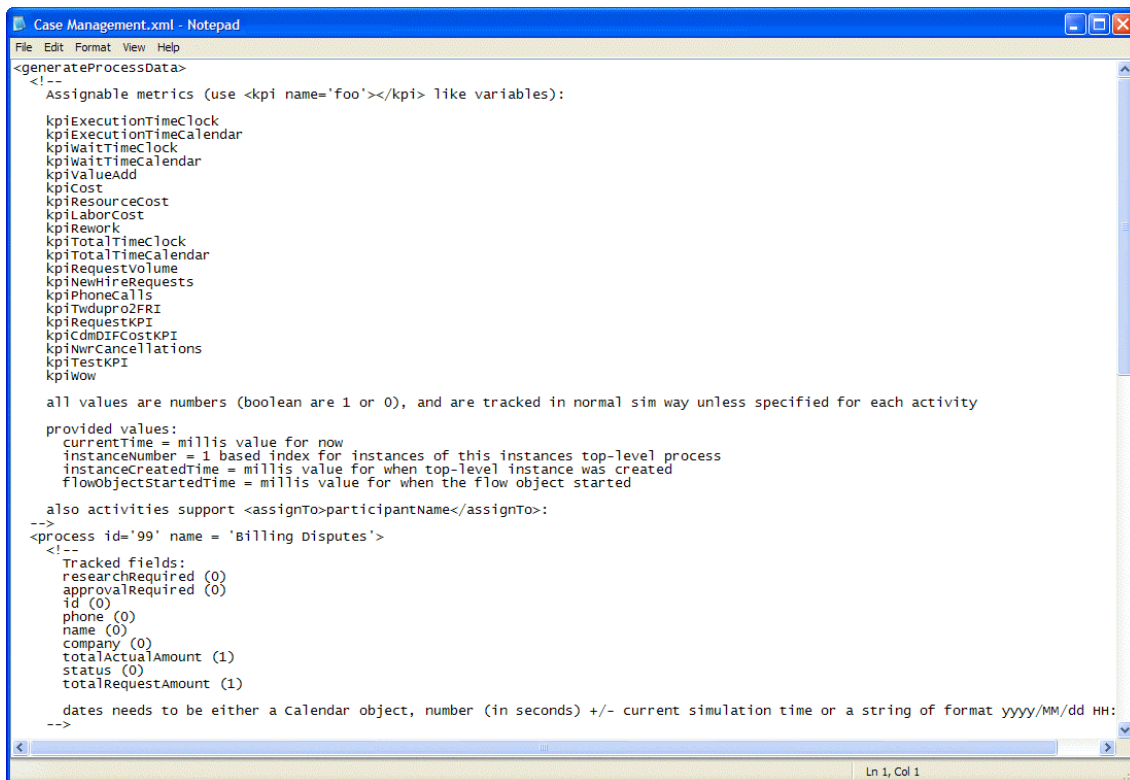 Case Management.xml - Notepad
File Edit Format View Help
<generateProcessData>
<!--
Assignable metrics (use <kpi name='foo'></kpi> like variables):
kpiExecutionTimeClock
kpiExecutionTimeCalendar
kpiWaitTimeClock
kpiWaitTimeCalendar
kpiValueAdd
kpiCost
kpiResourceCost
kpiLaborCost
kpiRework
kpiTotalTimeClock
kpiTotalTimeCalendar
kpiRequestVolume
kpiNewHireRequests
kpiPhoneCalls
kpiTwdupro2FRI
kpiRequestKPI
kpiCdmDIFCostKPI
kpiNwrCancellations
kpiTestKPI
kpiWow
all values are numbers (boolean are 1 or 0), and are tracked in normal sim way unless specified for each activity
provided values:
currentTime = millis value for now
instanceNumber = 1 based index for instances of this instances top-level process
instanceCreatedTime = millis value for when top-level instance was created
flowObjectStartedTime = millis value for when the flow object started
also activities support <assignTo>participantName</assignTo>:
-->
<process id='99' name = 'Billing Disputes'>
<!--
Tracked fields:
researchRequired (0)
approvalRequired (0)
id (0)
phone (0)
name (0)
company (0)
totalActualAmount (1)
status (0)
totalRequestAmount (1)
dates needs to be either a Calendar object, number (in seconds) +/- current simulation time or a string of format yyyy/MM/dd HH:
-->
Ln 1, Col 1